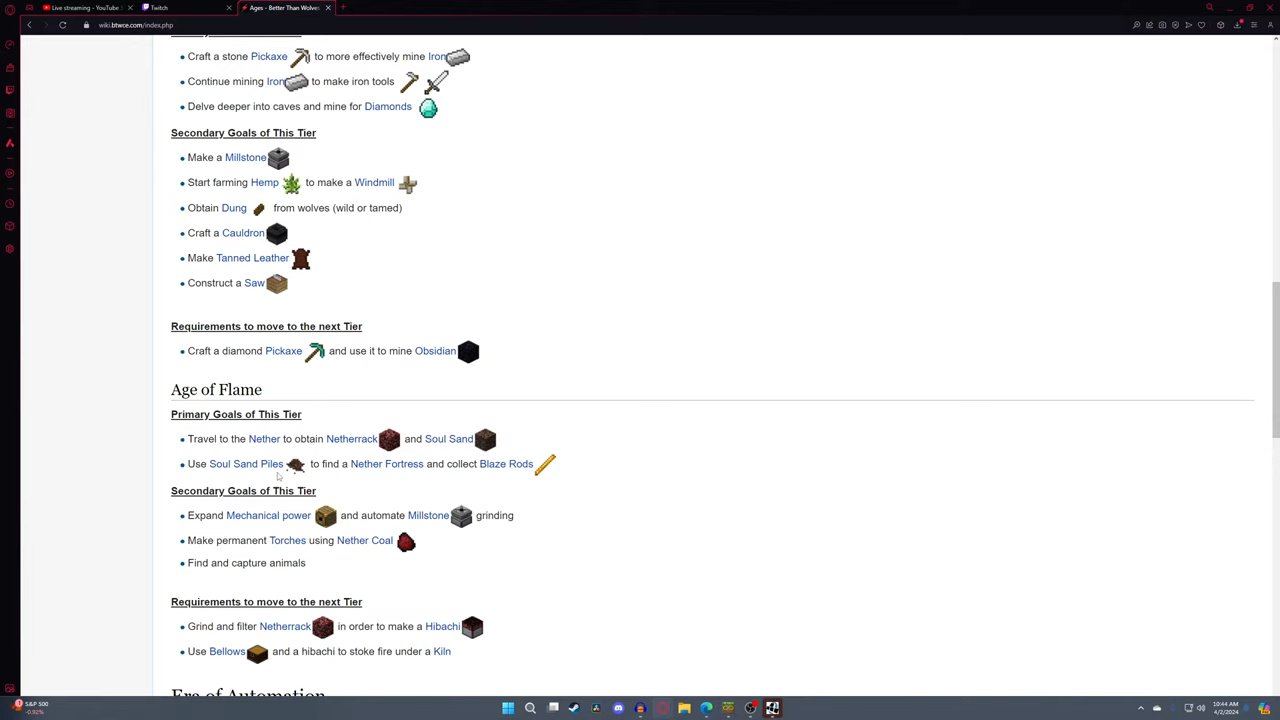 Live streaming - YouTube S
Twitch
Ages - Better Than Wolves
wiki.btwce.com/index.php
Craft a stone Pickaxe to more effectively mine Iron
Continue mining Iron to make iron tools
Delve deeper into caves and mine for Diamonds
Secondary Goals of This Tier
Make a Millstone
Start farming Hemp to make a Windmill
Obtain Dung from wolves (wild or tamed)
Craft a Cauldron
Make Tanned Leather
Construct a Saw
Requirements to move to the next Tier
Craft a diamond Pickaxe and use it to mine Obsidian
Age of Flame
Primary Goals of This Tier
Travel to the Nether to obtain Netherrack and Soul Sand
Use Soul Sand Piles to find a Nether Fortress and collect Blaze Rods
Secondary Goals of This Tier
Expand Mechanical power and automate Millstone grinding
Make permanent Torches using Nether Coal
Find and capture animals
Requirements to move to the next Tier
Grind and filter Netherrack in order to make a Hibachi
Use Bellows and a hibachi to stoke fire under a Kiln
Era of Automation
S&P 500
-0.92%
10:44 AM
4/2/2024